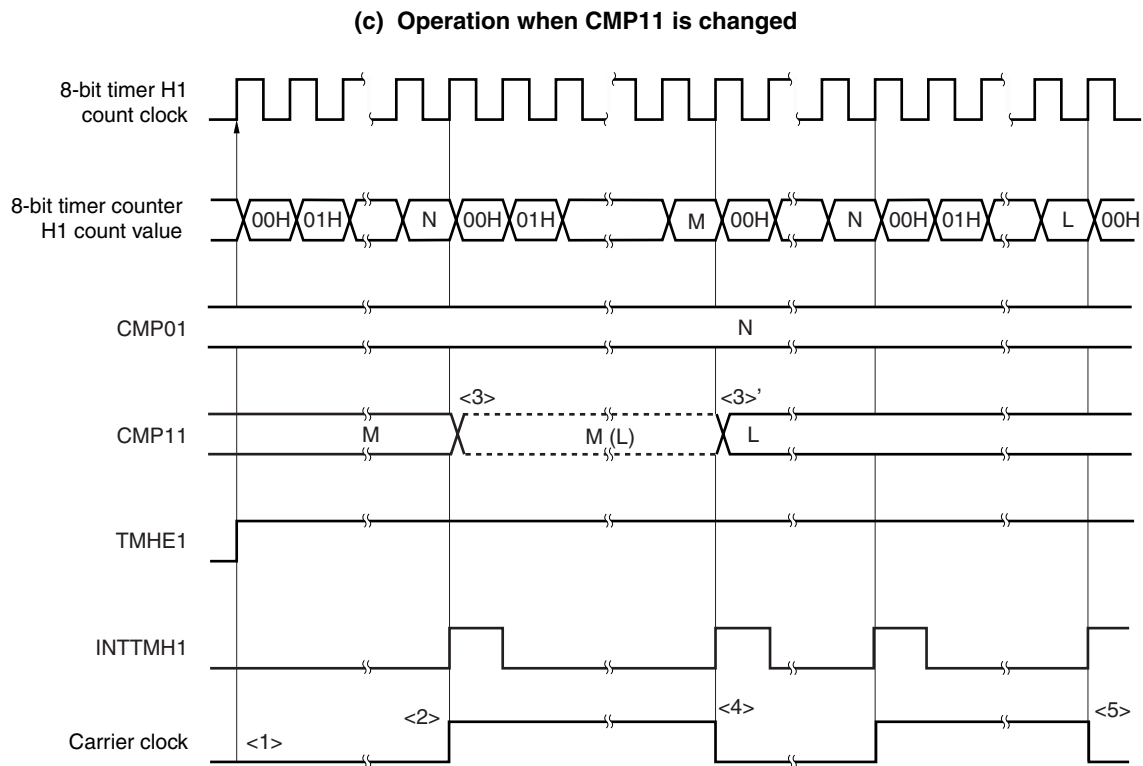 (c) Operation when CMP11 is changed
8-bit timer H1
count clock
8-bit timer counter
H1 count value
00H 01H N 00H 01H M 00H N 00H 01H L 00H
CMP01
N
<3> <3>’
CMP11
M M (L) L
TMHE1
INTTMH1
<2> <4> <5>
Carrier clock
<1>